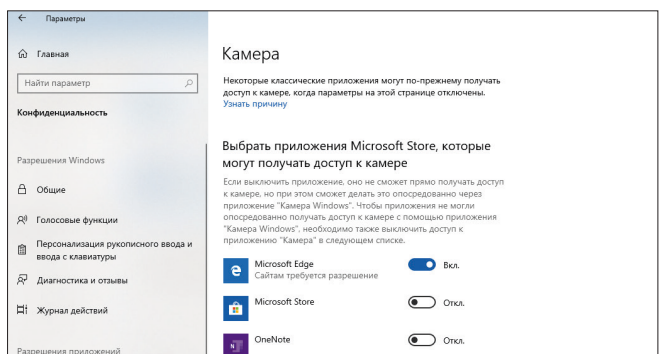 Параметры
Главная
Найти параметр
Конфиденциальность
Разрешения Windows
Общие
Голосовые функции
Персонализация рукописного ввода и
ввода с клавиатуры
Диагностика и отзывы
Журнал действий
Разрешения приложений
Камера
Некоторые классические приложения могут по-прежнему получать
доступ к камере, когда параметры на этой странице отключены.
Узнать причину
Выбрать приложения Microsoft Store, которые
могут получать доступ к камере
Если выключить приложение, оно не сможет прямо получать доступ
к камере, но при этом сможет делать это опосредованно через
приложение "Камера Windows". Чтобы приложения не могли
опосредованно получать доступ к камере с помощью приложения
"Камера Windows", необходимо также выключить доступ к
приложению "Камера" в следующем списке.
Microsoft Edge
Сайтам требуется разрешение
Вкл.
Microsoft Store
Откл.
OneNote
Откл.